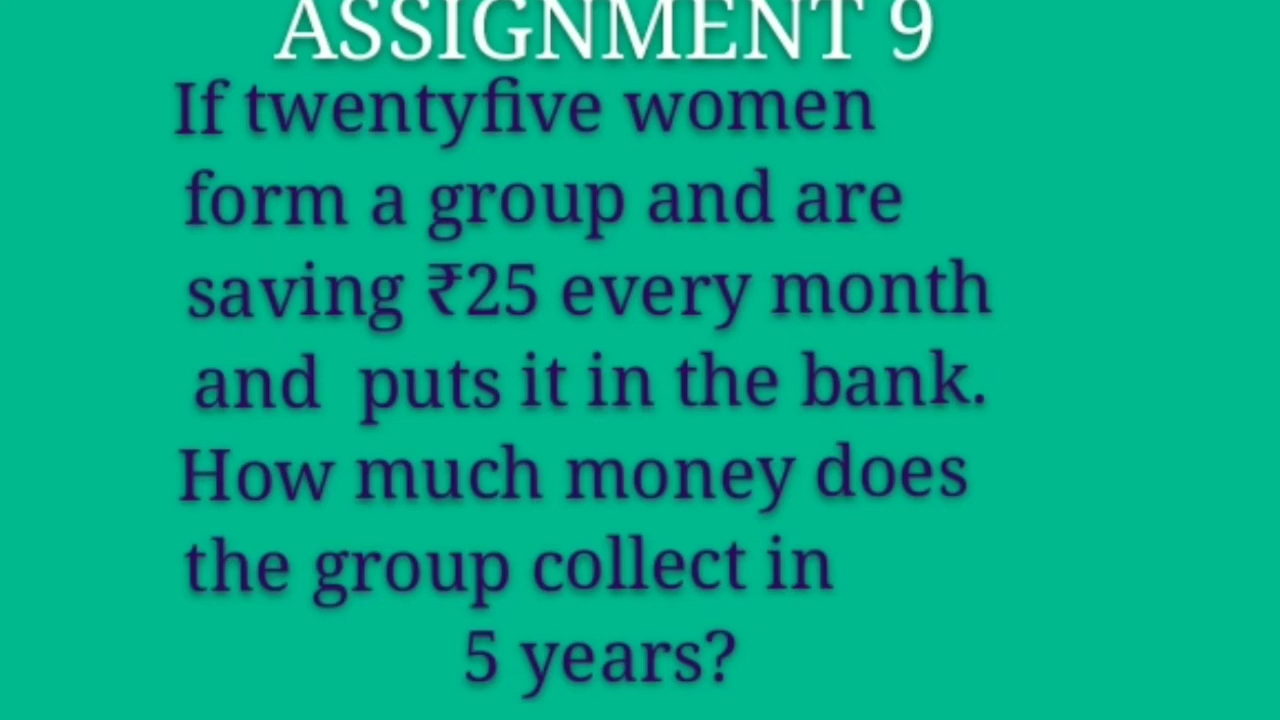 ASSIGNMENT 9
If twentyfive women
form a group and are
saving ₹25 every month
and puts it in the bank.
How much money does
the group collect in
5 years?